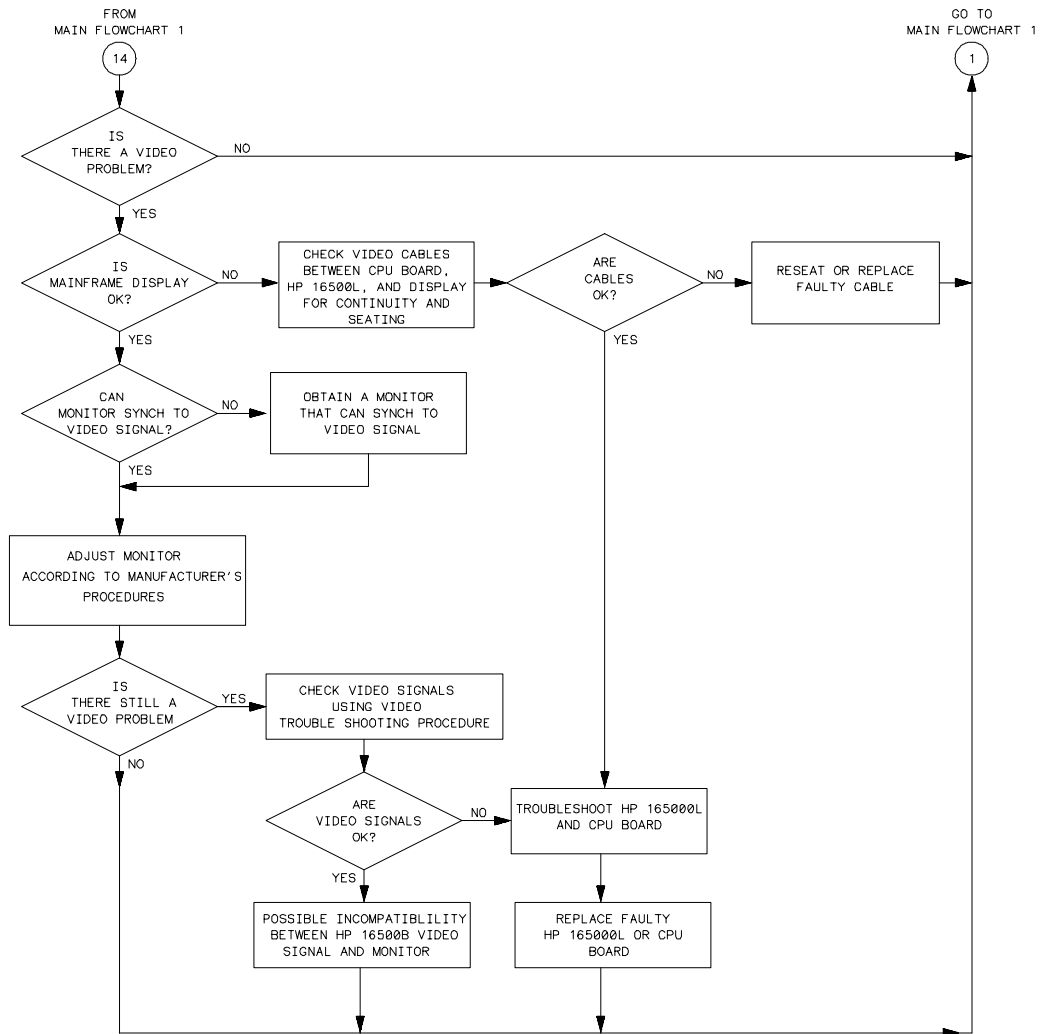 FROM
MAIN FLOWCHART 1
14
GO TO
MAIN FLOWCHART 1
1
IS
THERE A VIDEO
PROBLEM?
NO
YES
IS
MAINFRAME DISPLAY
OK?
NO
CHECK VIDEO CABLES
BETWEEN CPU BOARD,
HP 16500L, AND DISPLAY
FOR CONTINUITY AND
SEATING
ARE
CABLES
OK?
NO
RESEAT OR REPLACE
FAULTY CABLE
YES
YES
CAN
MONITOR SYNCH TO
VIDEO SIGNAL?
NO
OBTAIN A MONITOR
THAT CAN SYNCH TO
VIDEO SIGNAL
YES
ADJUST MONITOR
ACCORDING TO MANUFACTURER'S
PROCEDURES
IS
THERE STILL A
VIDEO PROBLEM
YES
CHECK VIDEO SIGNALS
USING VIDEO
TROUBLE SHOOTING PROCEDURE
NO
ARE
VIDEO SIGNALS
OK?
NO
TROUBLESHOOT HP 165000L
AND CPU BOARD
YES
POSSIBLE INCOMPATIBLILITY
BETWEEN HP 16500B VIDEO
SIGNAL AND MONITOR
REPLACE FAULTY
HP 165000L OR CPU
BOARD